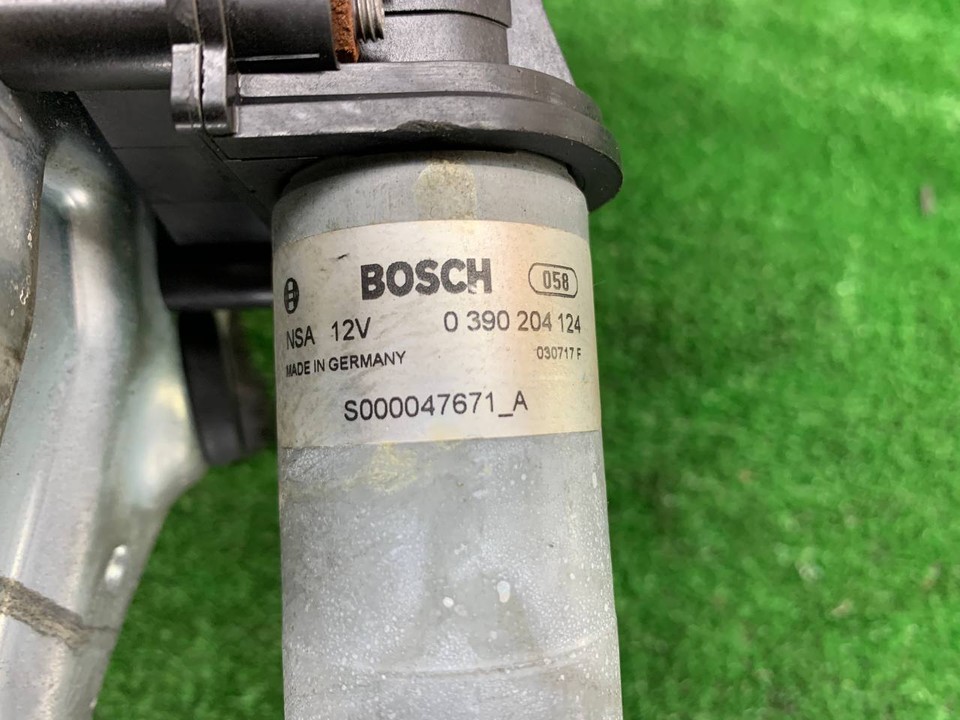 BOSCH 058
NSA 12V 0 390 204 124
MADE IN GERMANY 030717 F
S000047671_A